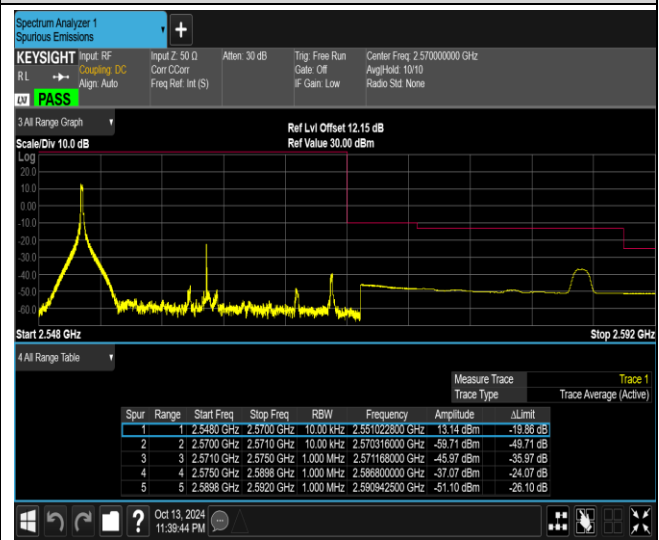 Spectrum Analyzer 1
Spurious Emissions
+
KEYSIGHT Input: RF Input Z: 50 Ω Atten: 30 dB Trig: Free Run Center Freq: 2.570000000 GHz
Coupling: DC Corr CCorr Gate: Off Avg|Hold: 10/10
RL Align: Auto Freq Ref: Int (S) IF Gain: Low Radio Std: None
LXI PASS
3 All Range Graph
Ref Lvl Offset 12.15 dB
Scale/Div 10.0 dB Ref Value 30.00 dBm
Log
20.0
10.0
0.00
-10.0
-20.0
-30.0
-40.0
-50.0
-60.0
Start 2.548 GHz Stop 2.592 GHz
4 All Range Table
Measure Trace Trace 1
Trace Type Trace Average (Active)
Spur Range Start Freq Stop Freq RBW Frequency Amplitude ΔLimit
1 1 2.5480 GHz 2.5700 GHz 10.00 kHz 2.551022800 GHz 13.14 dBm -19.86 dB
2 2 2.5700 GHz 2.5710 GHz 10.00 kHz 2.570316000 GHz -59.71 dBm -49.71 dB
3 3 2.5710 GHz 2.5750 GHz 1.000 MHz 2.571168000 GHz -45.97 dBm -35.97 dB
4 4 2.5750 GHz 2.5898 GHz 1.000 MHz 2.586800000 GHz -37.07 dBm -24.07 dB
5 5 2.5898 GHz 2.5920 GHz 1.000 MHz 2.590942500 GHz -51.10 dBm -26.10 dB
? Oct 13, 2024
11:39:44 PM